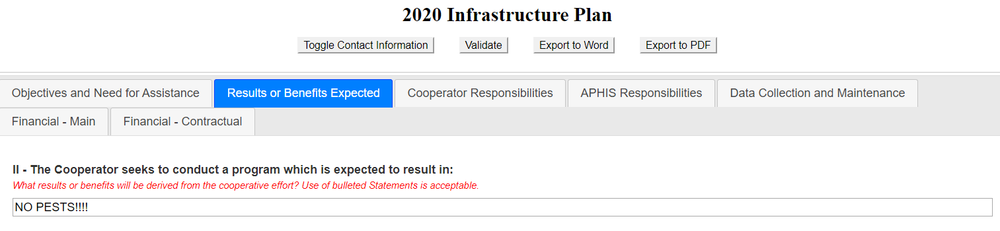 2020 Infrastructure Plan
Toggle Contact Information Validate Export to Word Export to PDF
Objectives and Need for Assistance Results or Benefits Expected Cooperator Responsibilities APHIS Responsibilities Data Collection and Maintenance
Financial - Main Financial - Contractual
II - The Cooperator seeks to conduct a program which is expected to result in:
What results or benefits will be derived from the cooperative effort? Use of bulleted Statements is acceptable.
NO PESTS!!!!